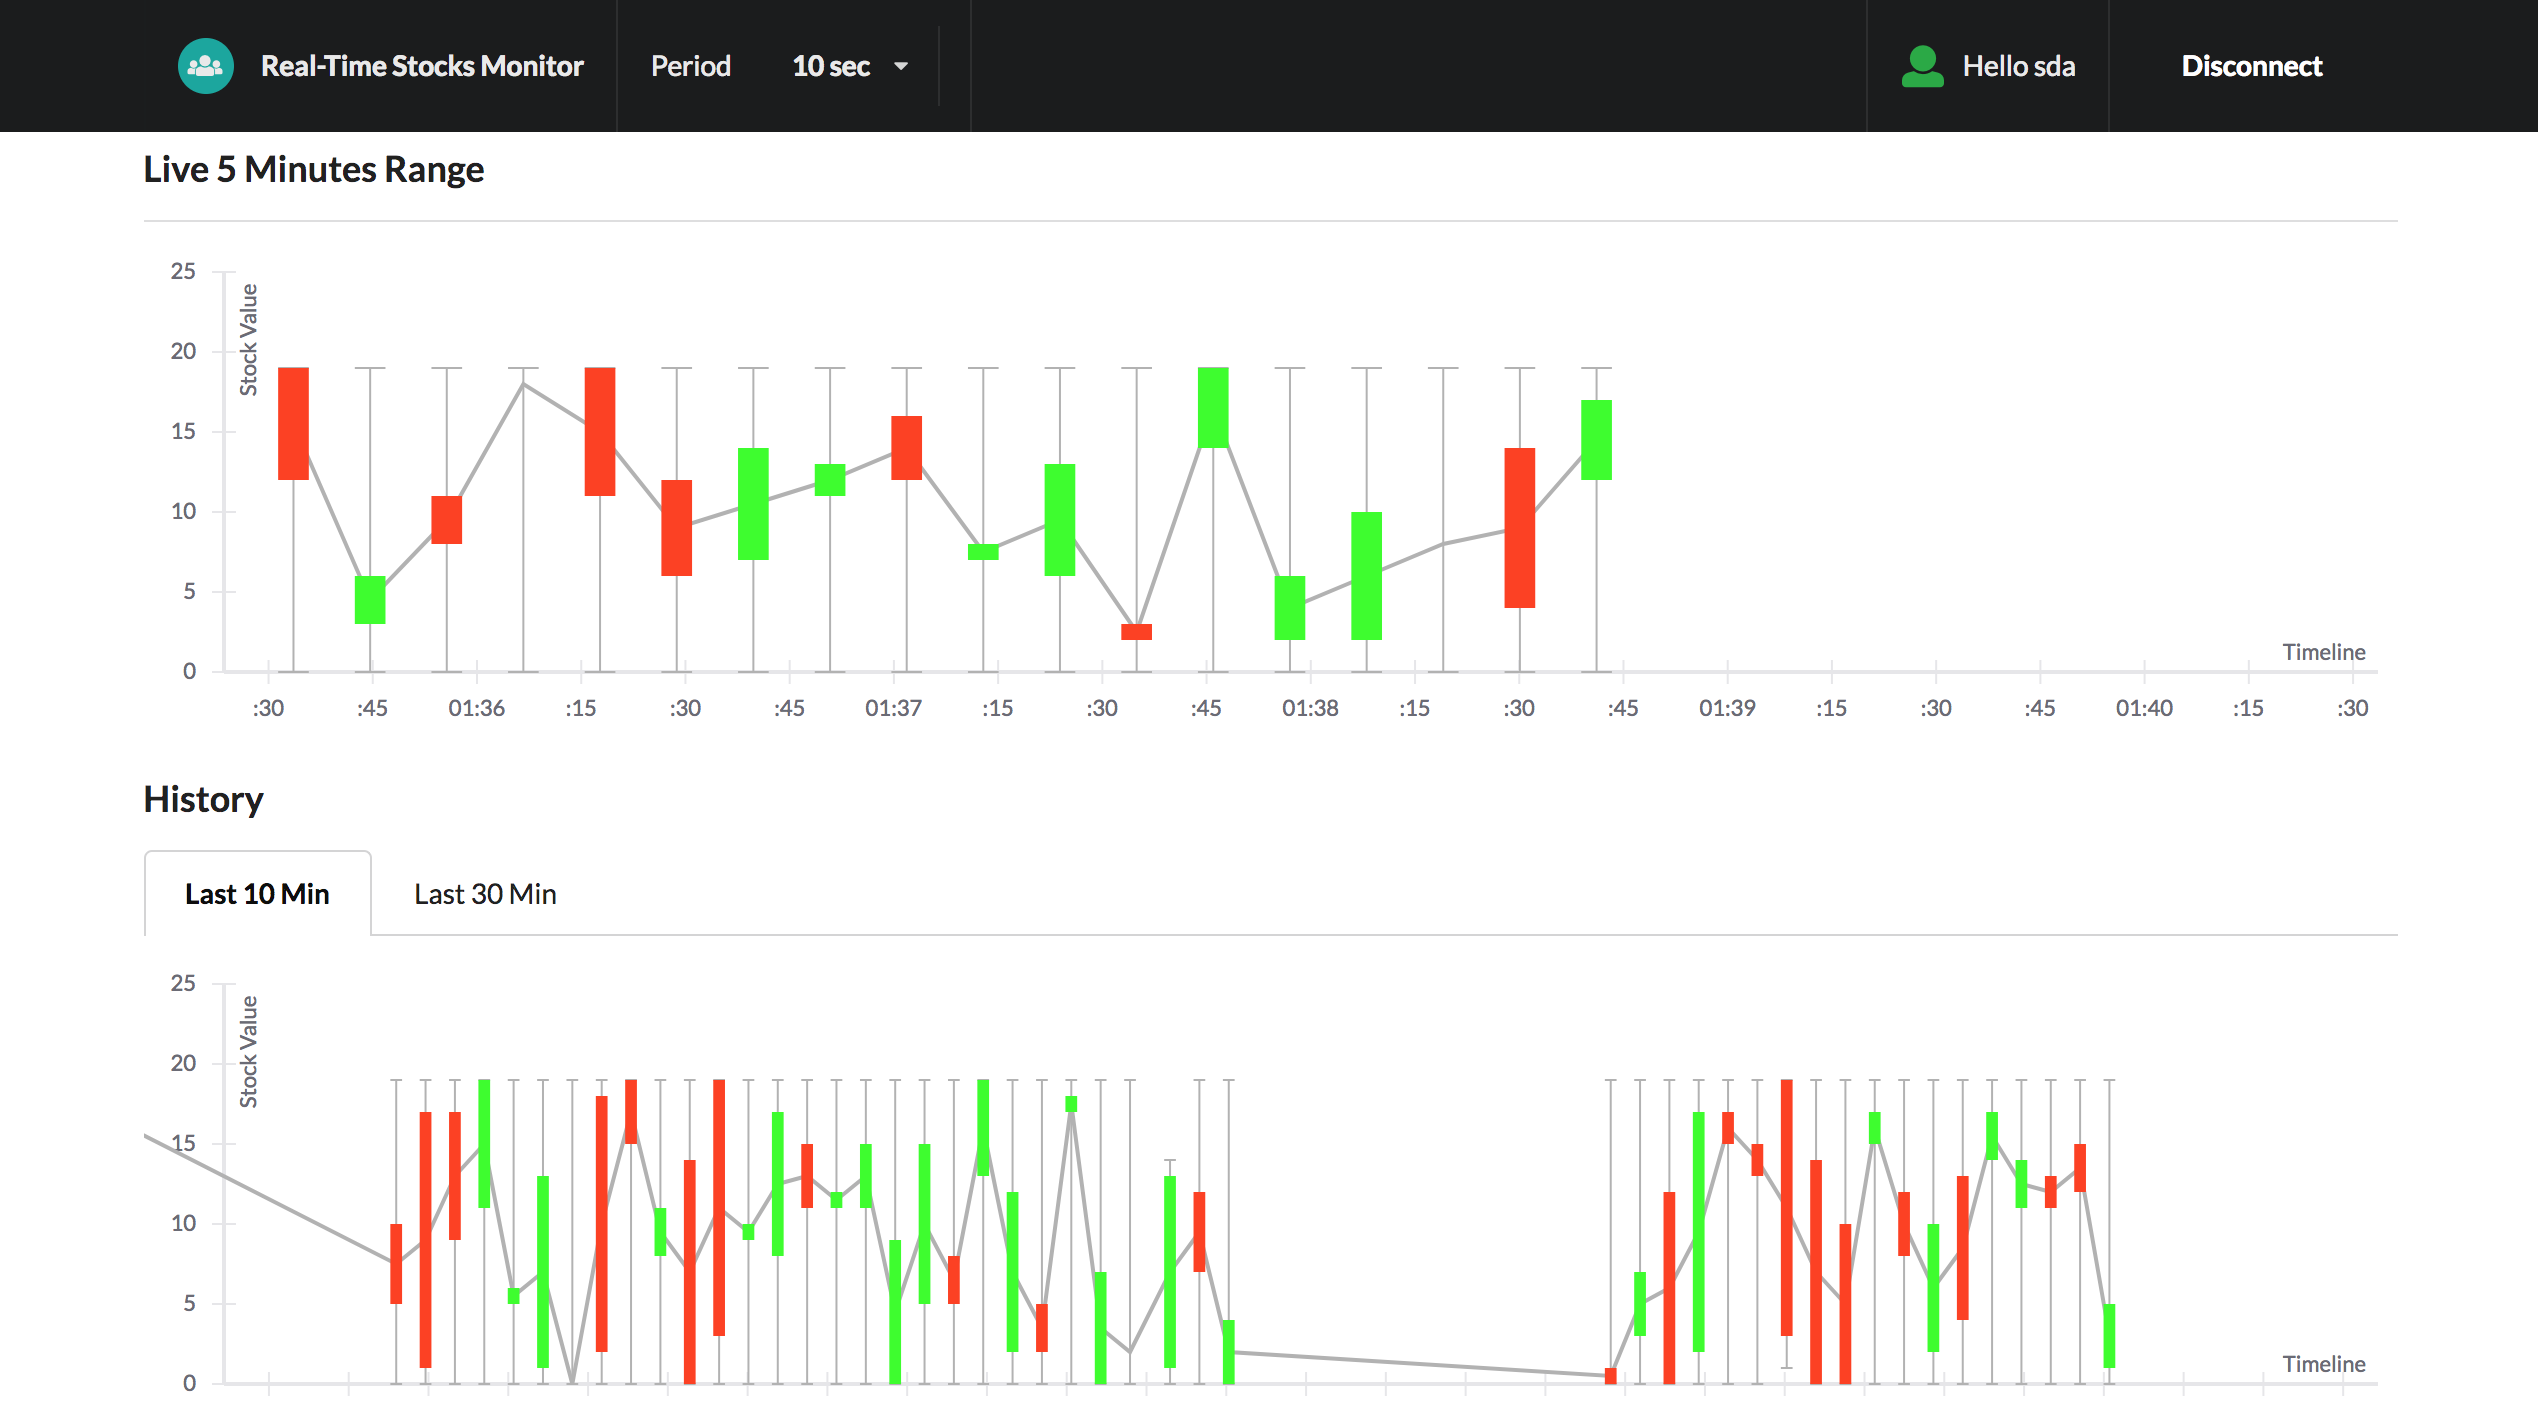 Real-Time Stocks Monitor Period 10 sec Hello sda Disconnect
Live 5 Minutes Range
25
20
15
10
5
0
Stock Value
Timeline
:30 :45 01:36 :15 :30 :45 01:37 :15 :30 :45 01:38 :15 :30 :45 01:39 :15 :30 :45 01:40 :15 :30
History
Last 10 Min Last 30 Min
25
20
15
10
5
0
Stock Value
Timeline